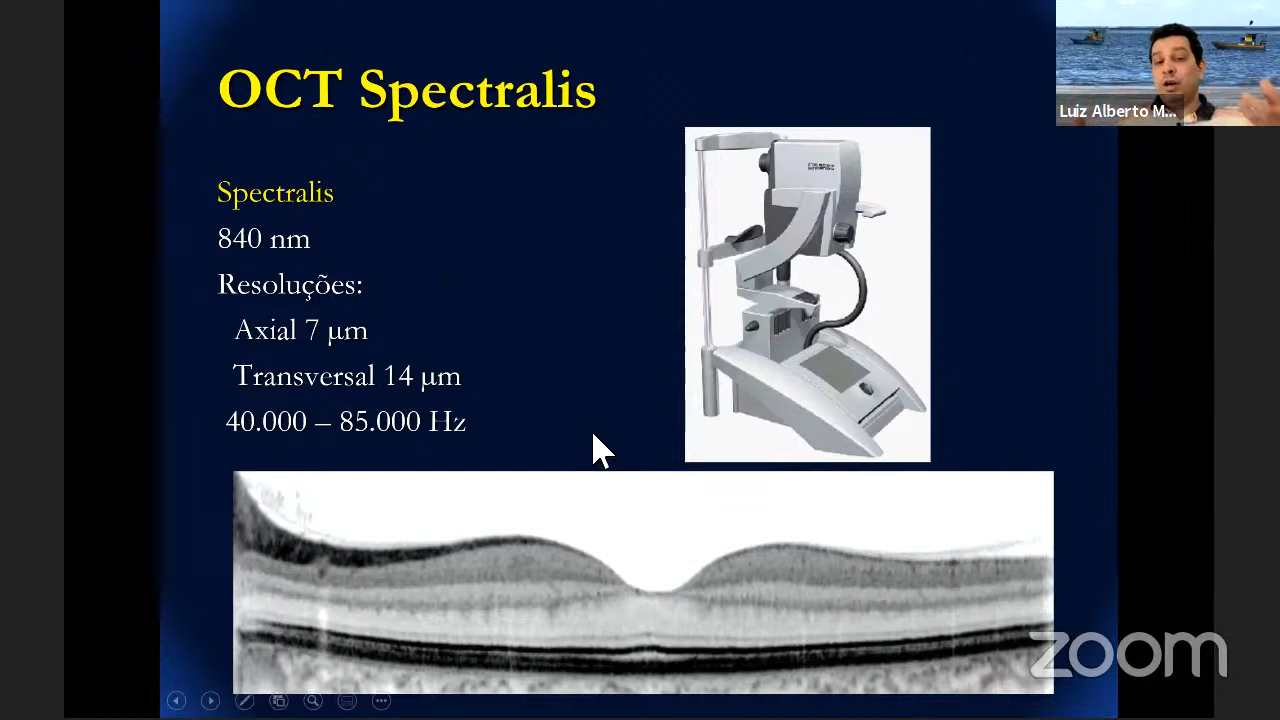 OCT Spectralis
Luiz Alberto M...
Spectralis
840 nm
Resoluções:
Axial 7 µm
Transversal 14 µm
40.000 – 85.000 Hz
zoom